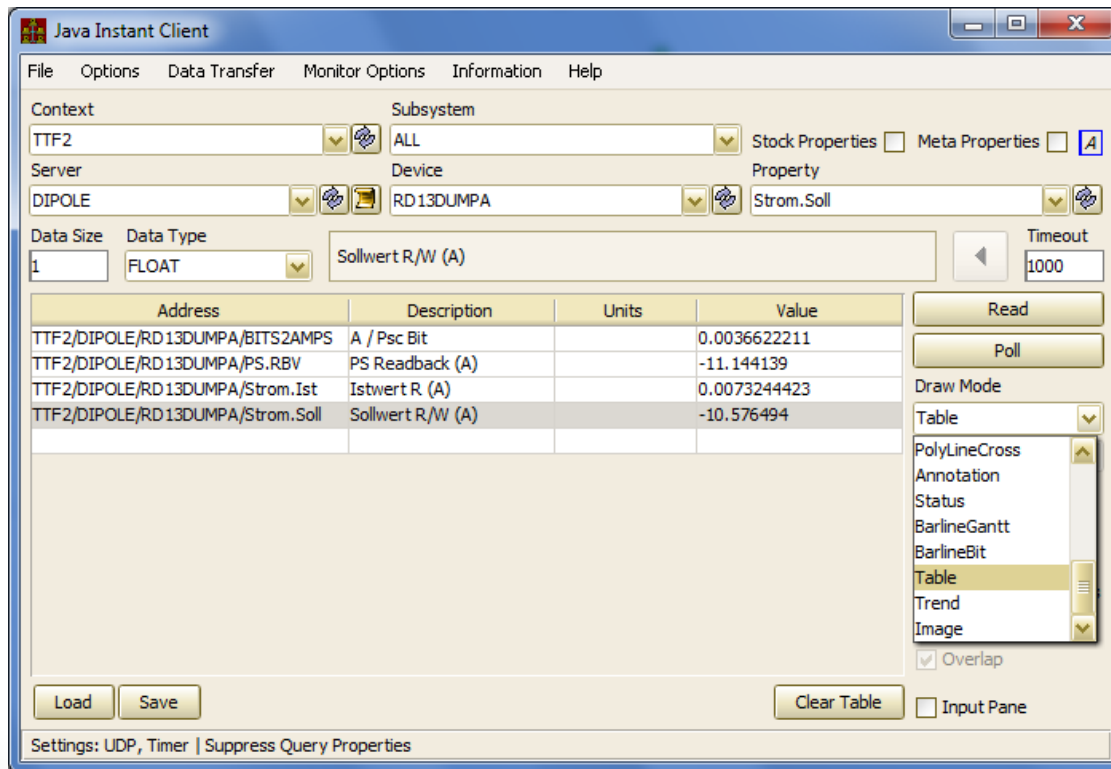 Java Instant Client
File Options Data Transfer Monitor Options Information Help
Context Subsystem
TTF2 ALL Stock Properties Meta Properties A
Server Device Property
DIPOLE RD13DUMPA Strom.Soll
Data Size Data Type Timeout
1 FLOAT Sollwert R/W (A) 1000
Address Description Units Value Read
TTF2/DIPOLE/RD13DUMPA/BITS2AMPS A / Psc Bit 0.0036622211
TTF2/DIPOLE/RD13DUMPA/PS.RBV PS Readback (A) -11.144139 Poll
TTF2/DIPOLE/RD13DUMPA/Strom.Ist Istwert R (A) 0.0073244423 Draw Mode
TTF2/DIPOLE/RD13DUMPA/Strom.Soll Sollwert R/W (A) -10.576494 Table
PolyLineCross
Annotation
Status
BarlineGantt
BarlineBit
Table
Trend
Image
Overlap
Load Save Clear Table Input Pane
Settings: UDP, Timer | Suppress Query Properties